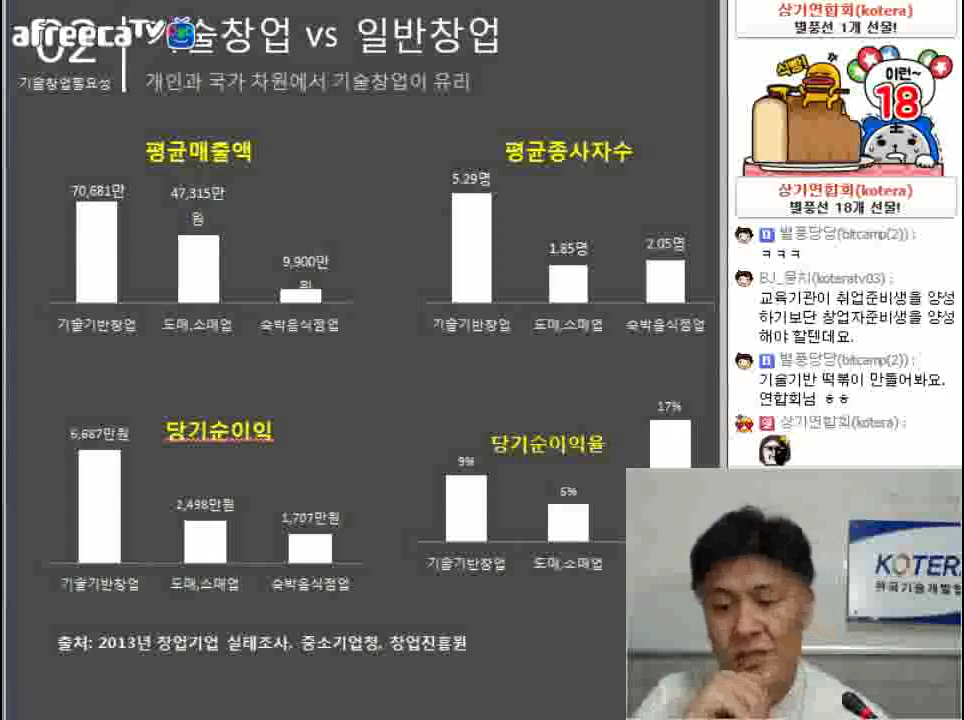 afreecaTV
02
기술창업 vs 일반창업
기술창업필요성
개인과 국가 차원에서 기술창업이 유리
평균매출액
70,681만
47,315만
원
9,900만
원
기술기반창업 도매,소매업 숙박음식점업
평균종사자수
5.29명
1.85명
2.05명
기술기반창업 도매,소매업 숙박음식점업
당기순이익
6,687만원
2,498만원
1,707만원
기술기반창업 도매,소매업 숙박음식점업
당기순이익율
9%
5%
17%
기술기반창업 도매,소매업
출처: 2013년 창업기업 실태조사, 중소기업청, 창업진흥원
상기연합회(kotera)
별풍선 1개 선물!
식빵!
이런~
18
상기연합회(kotera)
별풍선 18개 선물!
별풍당당(bitcamp(2)) :
ㅋㅋㅋ
BJ_뭉치(koteratv03) :
교육기관이 취업준비생을 양성
하기보단 창업자준비생을 양성
해야 할텐데요.
별풍당당(bitcamp(2)) :
기술기반 떡볶이 만들어봐요.
연합회님 ㅎㅎ
열 상기연합회(kotera) :
KOTER
한국기술개발협